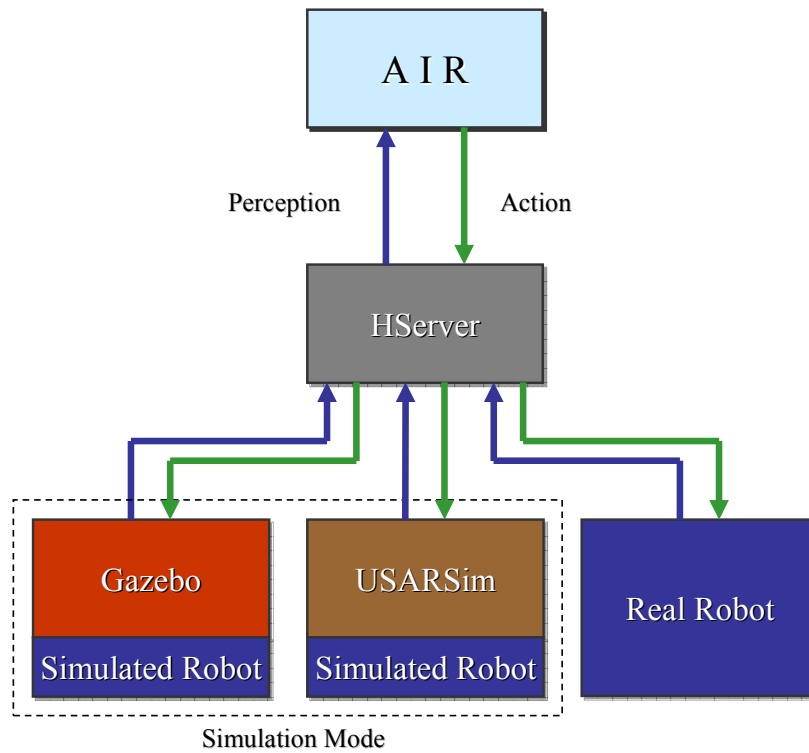 A I R
Perception
Action
HServer
Gazebo
USARSim
Real Robot
Simulated Robot
Simulated Robot
Simulation Mode